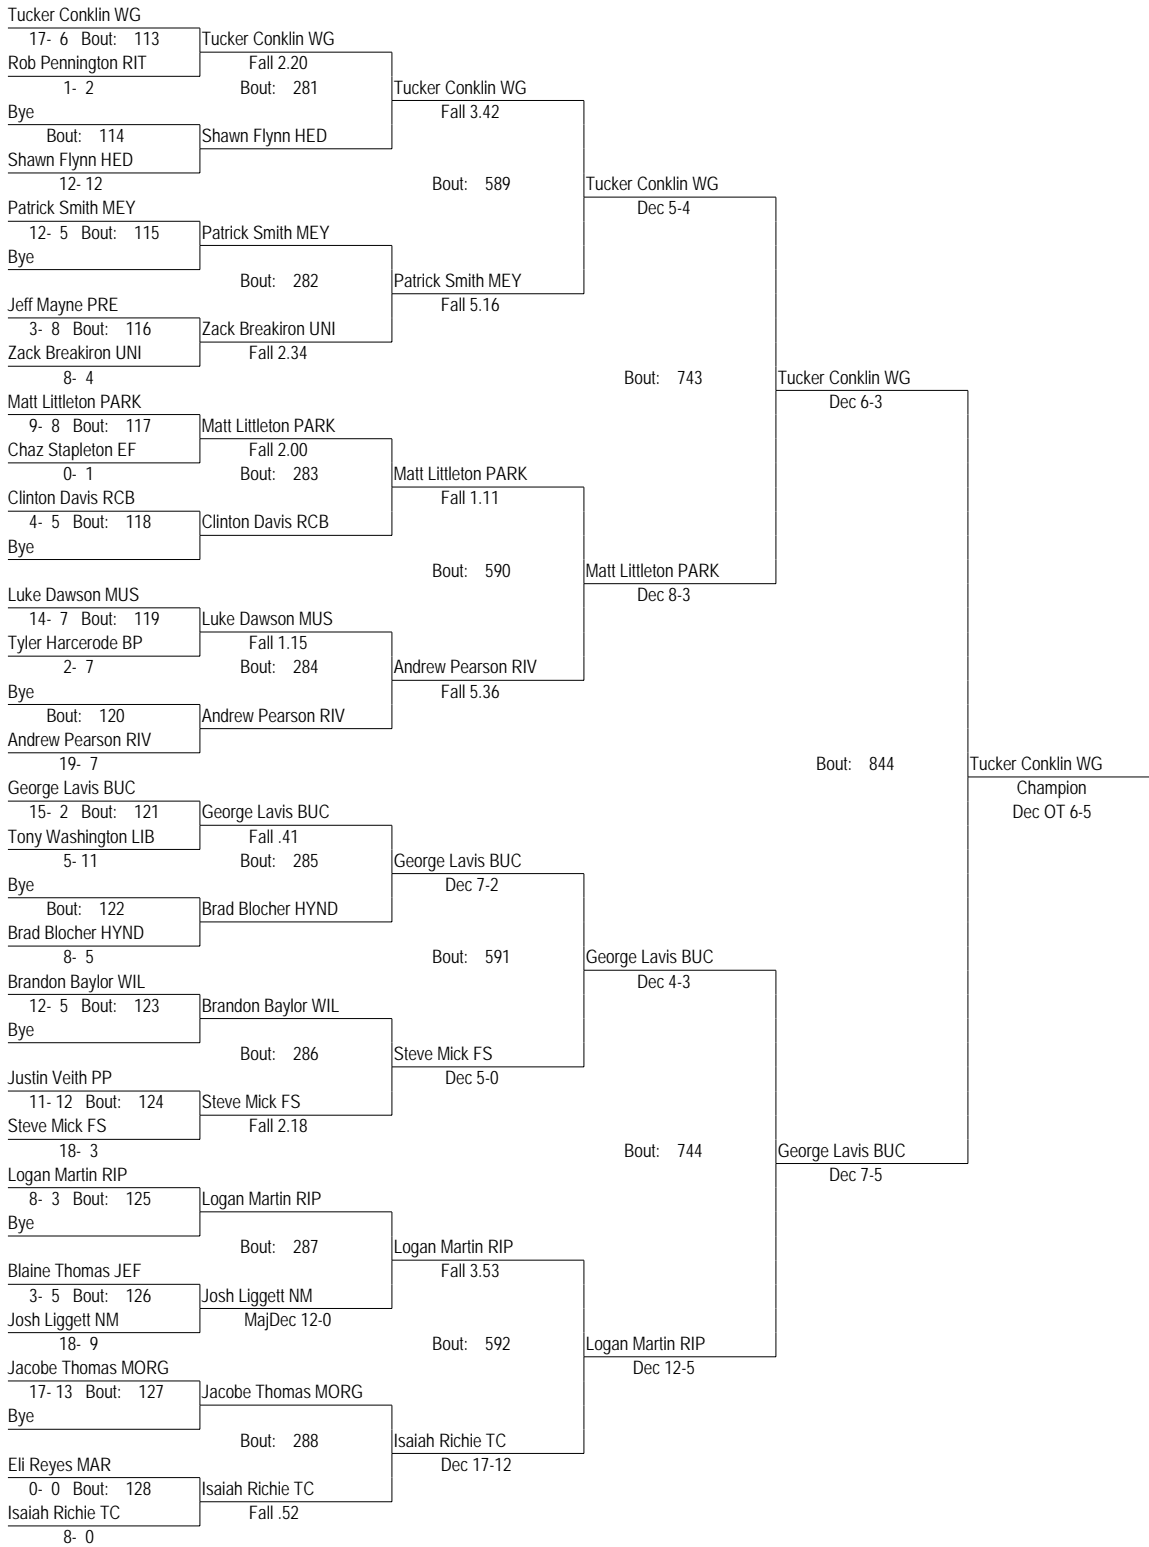 Tucker Conklin WG
17- 6 Bout: 113
Tucker Conklin WG
Rob Pennington RIT
Fall 2.20
1- 2
Bout: 281
Tucker Conklin WG
Bye
Fall 3.42
Bout: 114
Shawn Flynn HED
Shawn Flynn HED
12- 12
Bout: 589
Tucker Conklin WG
Patrick Smith MEY
Dec 5-4
12- 5 Bout: 115
Patrick Smith MEY
Bye
Bout: 282
Patrick Smith MEY
Jeff Mayne PRE
Fall 5.16
3- 8 Bout: 116
Zack Breakiron UNI
Zack Breakiron UNI
Fall 2.34
8- 4
Bout: 743
Tucker Conklin WG
Matt Littleton PARK
Dec 6-3
9- 8 Bout: 117
Matt Littleton PARK
Chaz Stapleton EF
Fall 2.00
0- 1
Bout: 283
Matt Littleton PARK
Clinton Davis RCB
Fall 1.11
4- 5 Bout: 118
Clinton Davis RCB
Bye
Bout: 590
Matt Littleton PARK
Luke Dawson MUS
Dec 8-3
14- 7 Bout: 119
Luke Dawson MUS
Tyler Harcerode BP
Fall 1.15
2- 7
Bout: 284
Andrew Pearson RIV
Bye
Fall 5.36
Bout: 120
Andrew Pearson RIV
Andrew Pearson RIV
19- 7
Bout: 844
Tucker Conklin WG
George Lavis BUC
Champion
15- 2 Bout: 121
George Lavis BUC
Dec OT 6-5
Tony Washington LIB
Fall .41
5- 11
Bout: 285
George Lavis BUC
Bye
Dec 7-2
Bout: 122
Brad Blocher HYND
Brad Blocher HYND
8- 5
Bout: 591
George Lavis BUC
Brandon Baylor WIL
Dec 4-3
12- 5 Bout: 123
Brandon Baylor WIL
Bye
Bout: 286
Steve Mick FS
Justin Veith PP
Dec 5-0
11- 12 Bout: 124
Steve Mick FS
Steve Mick FS
Fall 2.18
18- 3
Bout: 744
George Lavis BUC
Logan Martin RIP
Dec 7-5
8- 3 Bout: 125
Logan Martin RIP
Bye
Bout: 287
Logan Martin RIP
Blaine Thomas JEF
Fall 3.53
3- 5 Bout: 126
Josh Liggett NM
Josh Liggett NM
MajDec 12-0
18- 9
Bout: 592
Logan Martin RIP
Jacobe Thomas MORG
Dec 12-5
17- 13 Bout: 127
Jacobe Thomas MORG
Bye
Bout: 288
Isaiah Richie TC
Eli Reyes MAR
Dec 17-12
0- 0 Bout: 128
Isaiah Richie TC
Isaiah Richie TC
Fall .52
8- 0